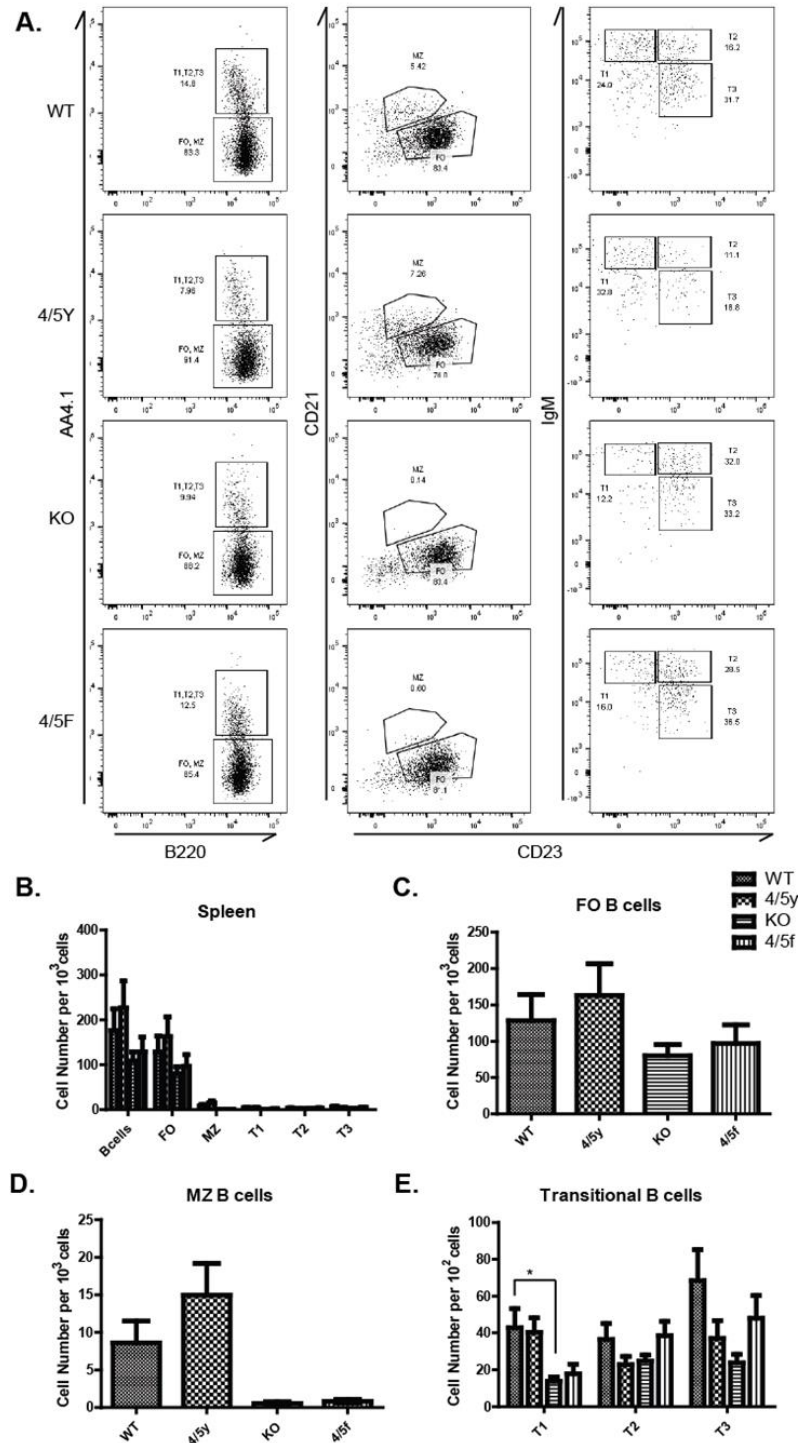 A.
WT
T1,T2,T3
14.8
FO, MZ
83.3
MZ
5.42
FO
83.4
T1
24.0
T2
16.2
T3
31.7
4/5Y
T1,T2,T3
7.96
FO, MZ
91.4
MZ
7.26
FO
T1
32.8
T2
11.1
T3
18.8
AA4.1
CD21
IgM
KO
T1,T2,T3
9.94
FO, MZ
88.2
MZ
0.14
FO
T1
12.2
T2
32.8
T3
33.2
4/5F
T1,T2,T3
12.5
FO, MZ
85.4
MZ
0.60
FO
T1
16.0
T2
28.5
T3
36.5
B220
CD23
B.
Spleen
Cell Number per 10³cells
400
300
200
100
0
Bcells FO MZ T1 T2 T3
C.
FO B cells
WT
4/5y
KO
4/5f
Cell Number per 10³cells
250
200
150
100
50
0
WT 4/5y KO 4/5f
D.
MZ B cells
Cell Number per 10³cells
25
20
15
10
5
0
WT 4/5y KO 4/5f
E.
Transitional B cells
Cell Number per 10²cells
100
80
60
40
20
0
*
T1 T2 T3